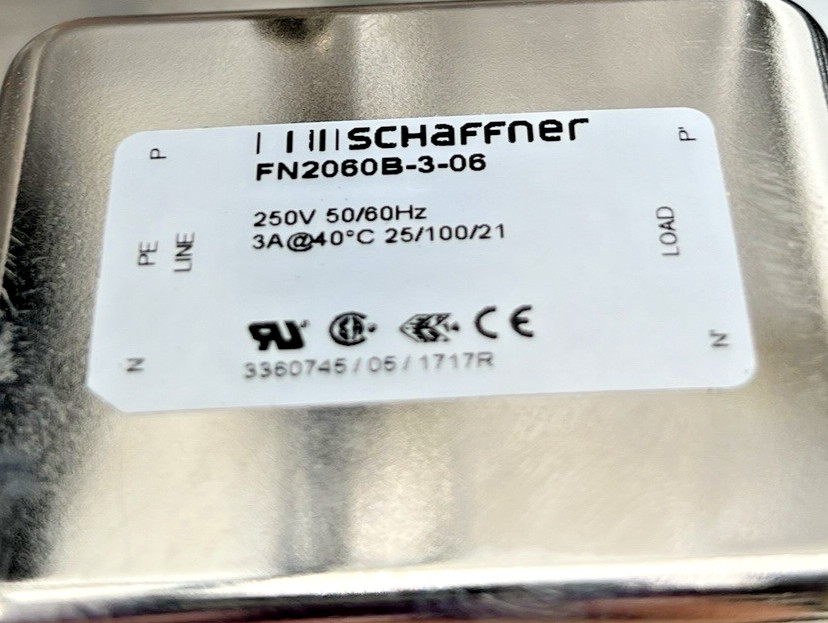 P
SCHaFFner
P'
FN2060B-3-06
250V 50/60Hz
3A@40°C 25/100/21
PE
LINE
LOAD
14
CE
N
N'
3360745/05/1717R